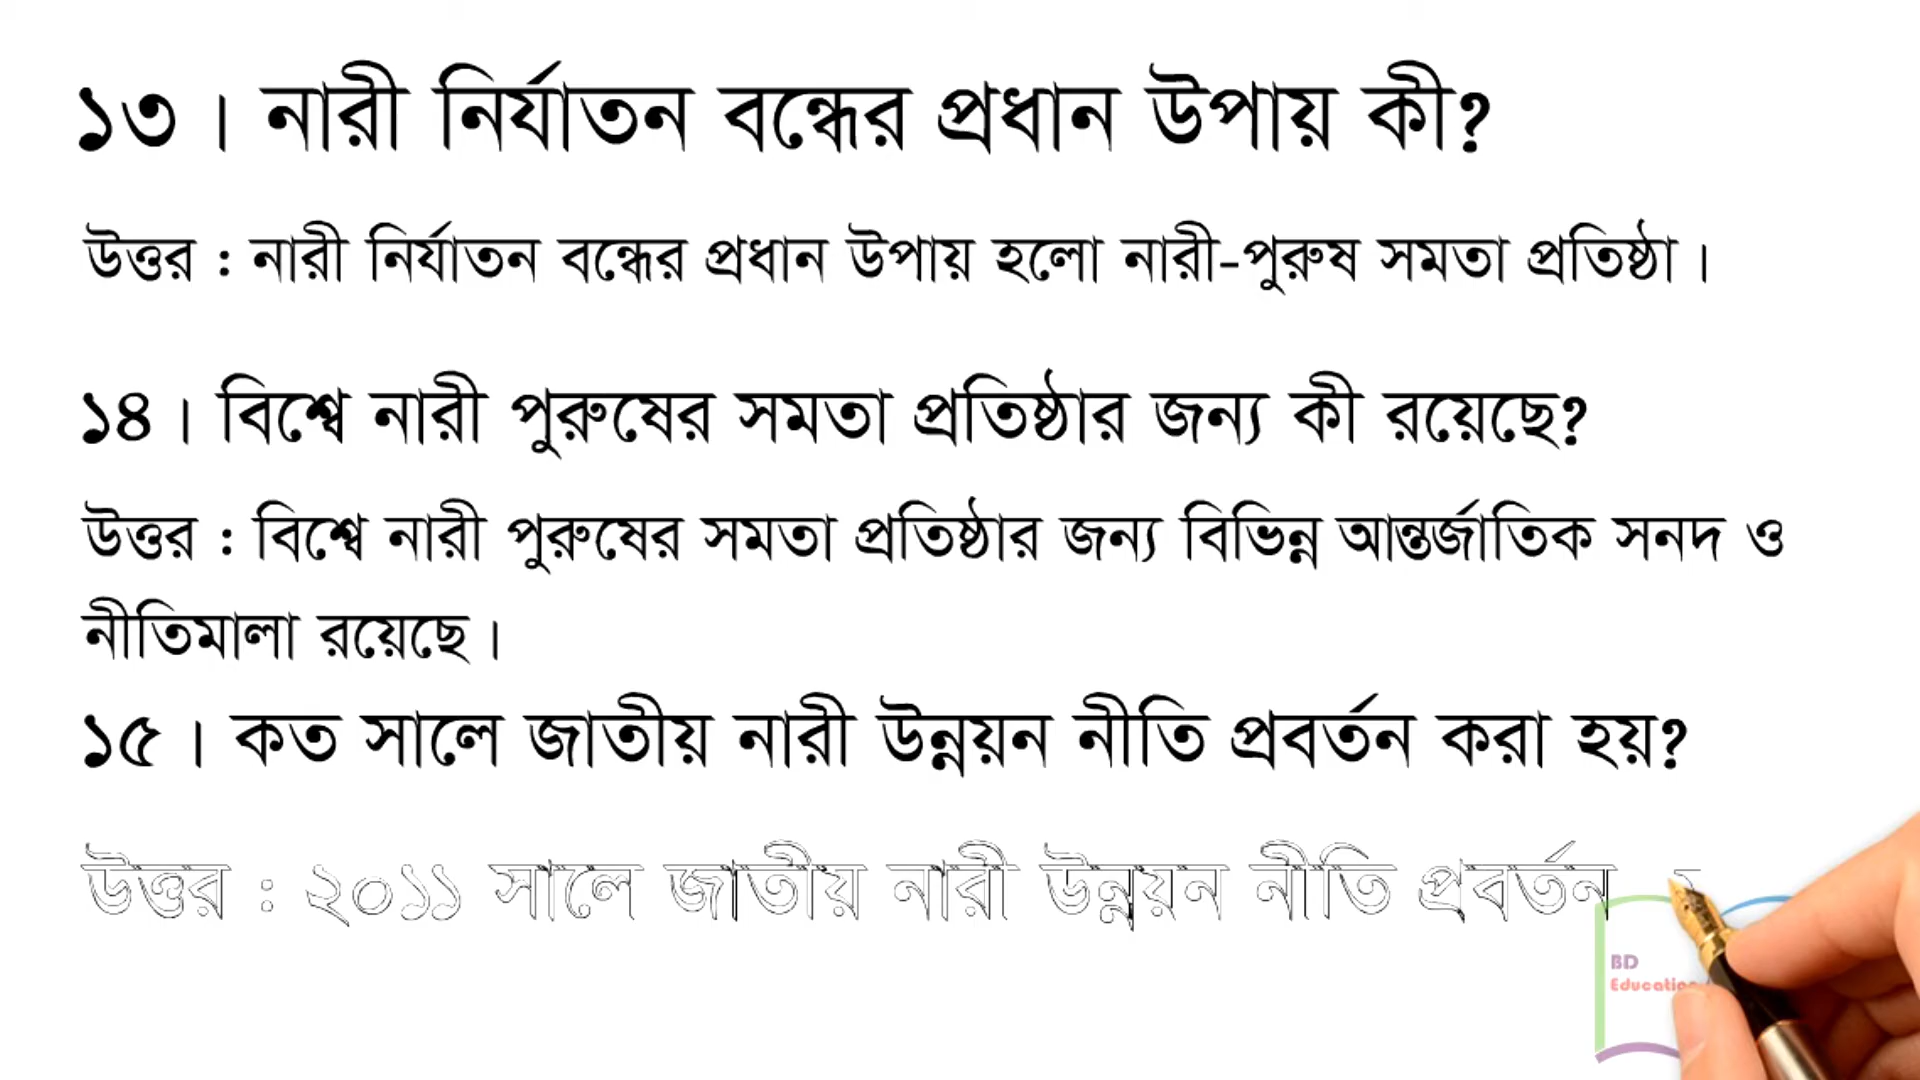 ১৩। নারী নির্যাতন বন্ধের প্রধান উপায় কী?
উত্তর : নারী নির্যাতন বন্ধের প্রধান উপায় হলো নারী-পুরুষ সমতা প্রতিষ্ঠা।
১৪। বিশ্বে নারী পুরুষের সমতা প্রতিষ্ঠার জন্য কী রয়েছে?
উত্তর : বিশ্বে নারী পুরুষের সমতা প্রতিষ্ঠার জন্য বিভিন্ন আন্তর্জাতিক সনদ ও
নীতিমালা রয়েছে।
১৫। কত সালে জাতীয় নারী উন্নয়ন নীতি প্রবর্তন করা হয়?
উত্তর : ২০১১ সালে জাতীয় নারী উন্নয়ন নীতি প্রবর্তন
BD